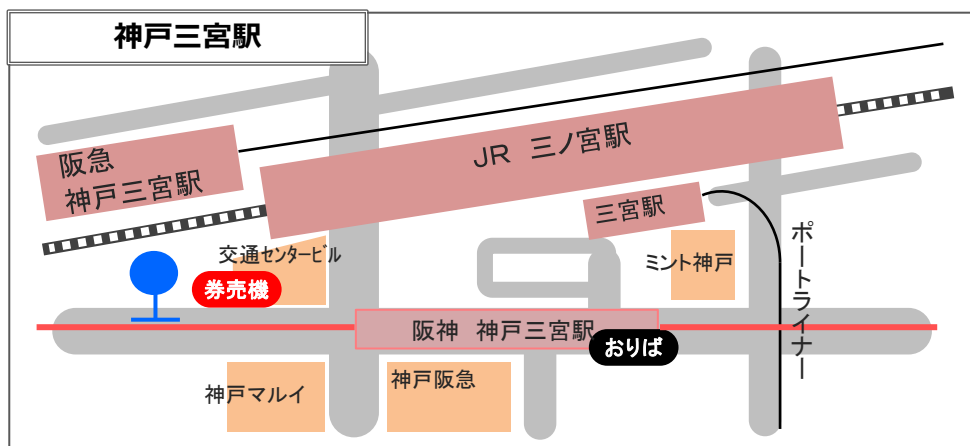 神戸三宮駅
阪急
神戸三宮駅
JR 三ノ宮駅
三宮駅
交通センタービル
ミント神戸
ポートライナー
券売機
阪神 神戸三宮駅
おりば
神戸マルイ
神戸阪急